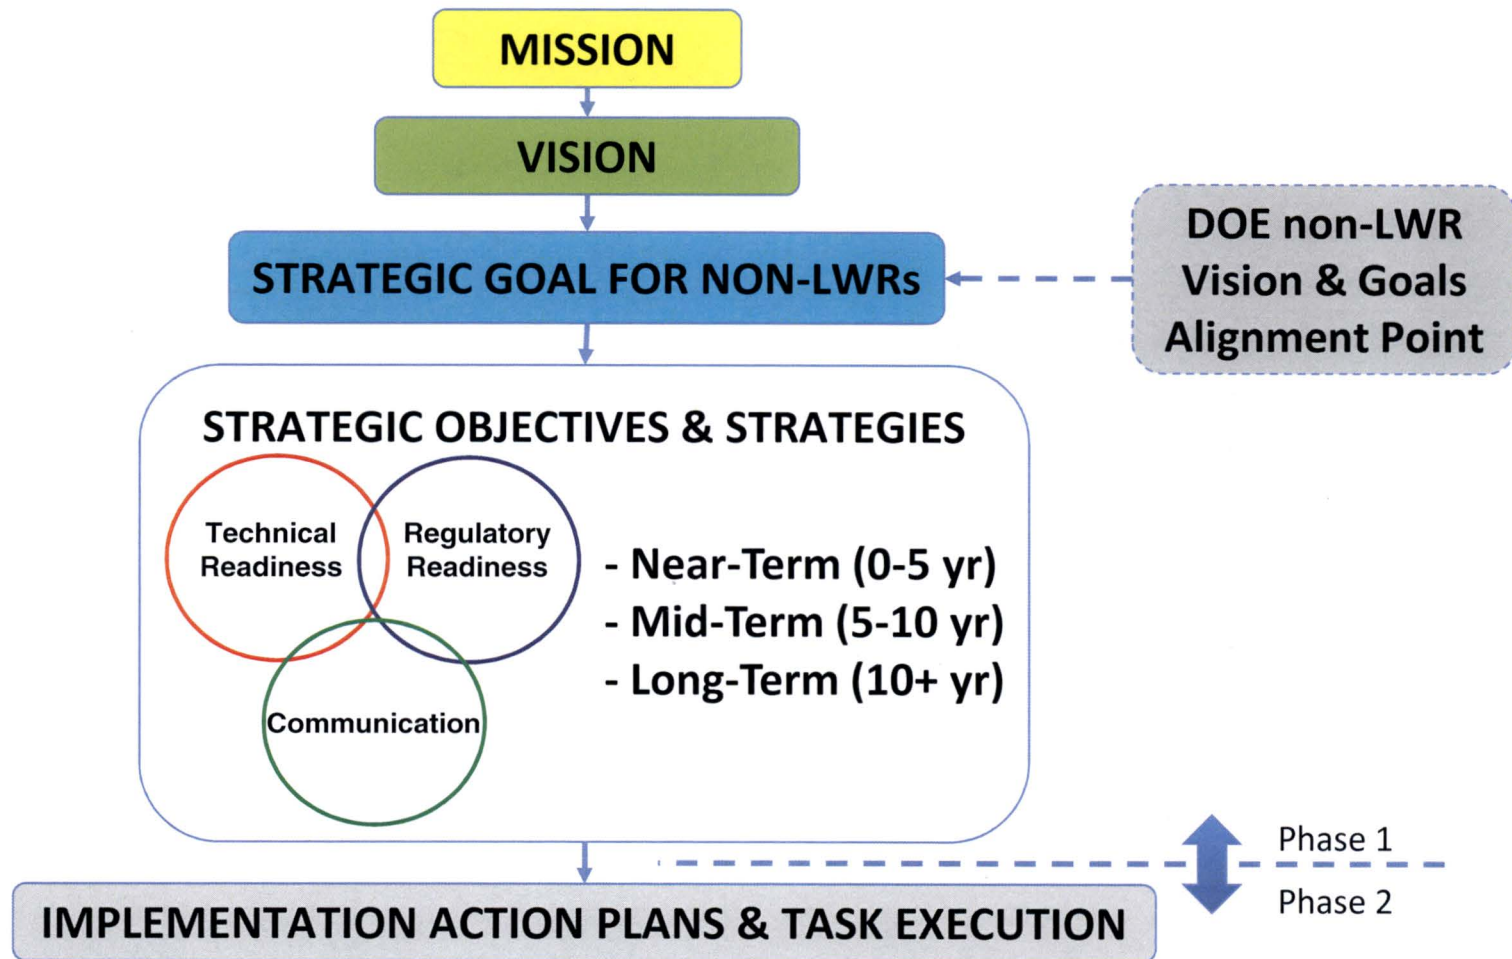 MISSION
VISION
STRATEGIC GOAL FOR NON-LWRs
DOE non-LWR
Vision & Goals
Alignment Point
STRATEGIC OBJECTIVES & STRATEGIES
Technical
Readiness
Regulatory
Readiness
Communication
- Near-Term (0-5 yr)
- Mid-Term (5-10 yr)
- Long-Term (10+ yr)
Phase 1
Phase 2
IMPLEMENTATION ACTION PLANS & TASK EXECUTION